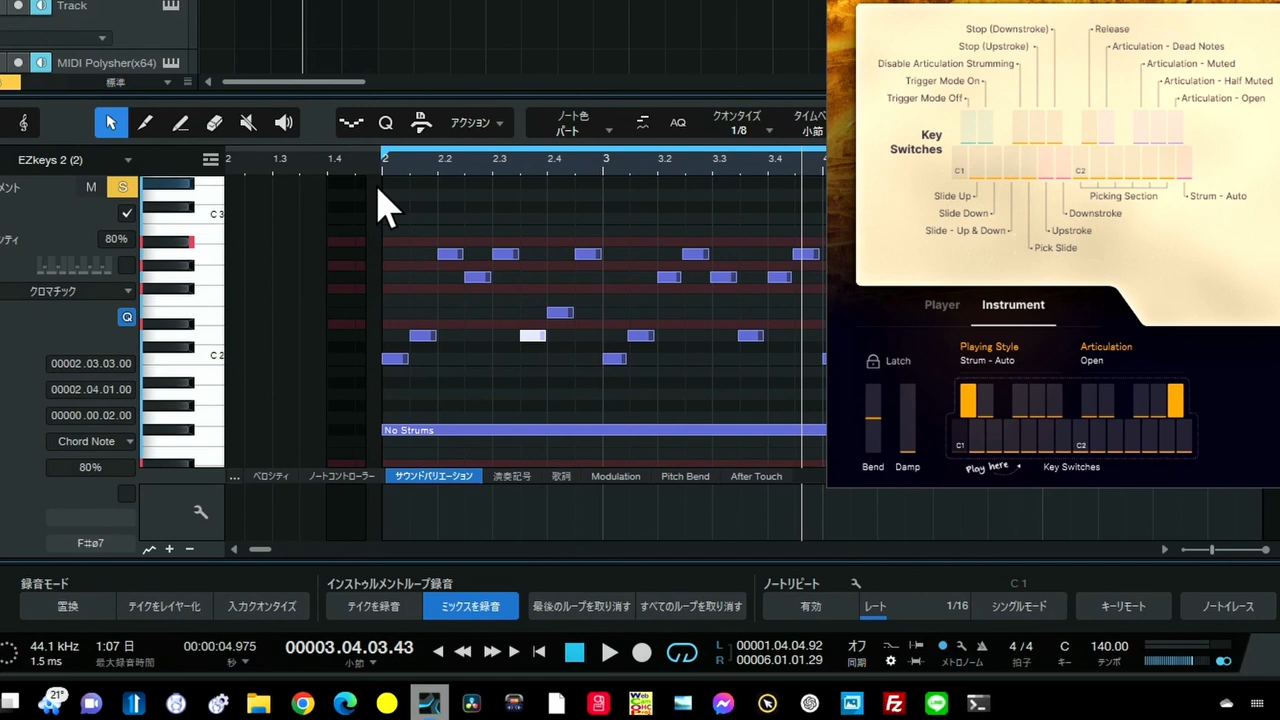 Track
MIDI Polysher(x64)
標準
アクション
ノート色
パート
AQ
クオンタイズ
1/8
タイムベ
小節
EZkeys 2 (2)
2
1.3
1.4
2
2.2
2.3
2.4
3
3.2
3.3
3.4
メント
M
S
C 3
ンティ
80%
クロマチック
Q
C 2
00002.03.03.00
00002.04.01.00
00000.00.02.00
Chord Note
80%
F#ø7
No Strums
...
ベロシティ
ノートコントローラー
サウンドバリエーション
演奏記号
歌詞
Modulation
Pitch Bend
After Touch
Stop (Downstroke)
Stop (Upstroke)
Disable Articulation Strumming
Trigger Mode On
Trigger Mode Off
Release
Articulation - Dead Notes
Articulation - Muted
Articulation - Half Muted
Articulation - Open
Key
Switches
C1
C2
Slide Up
Slide Down
Slide - Up & Down
Pick Slide
Upstroke
Downstroke
Picking Section
Strum - Auto
Player
Instrument
Latch
Playing Style
Strum - Auto
Articulation
Open
C1
C2
Bend
Damp
Play here
Key Switches
録音モード
置換
テイクをレイヤー化
入力クオンタイズ
インストゥルメントループ録音
テイクを録音
ミックスを録音
最後のループを取り消す
すべてのループを取り消す
ノートリピート
C 1
有効
レート
1/16
シングルモード
キーリモート
ノートイレース
44.1 kHz
1.5 ms
1:07 日
最大録音時間
00:00:04.975
秒
00003.04.03.43
小節
L
R
00001.04.04.92
00006.01.01.29
オフ
同期
メトロノーム
4 / 4
拍子
C
キー
140.00
テンポ
21°